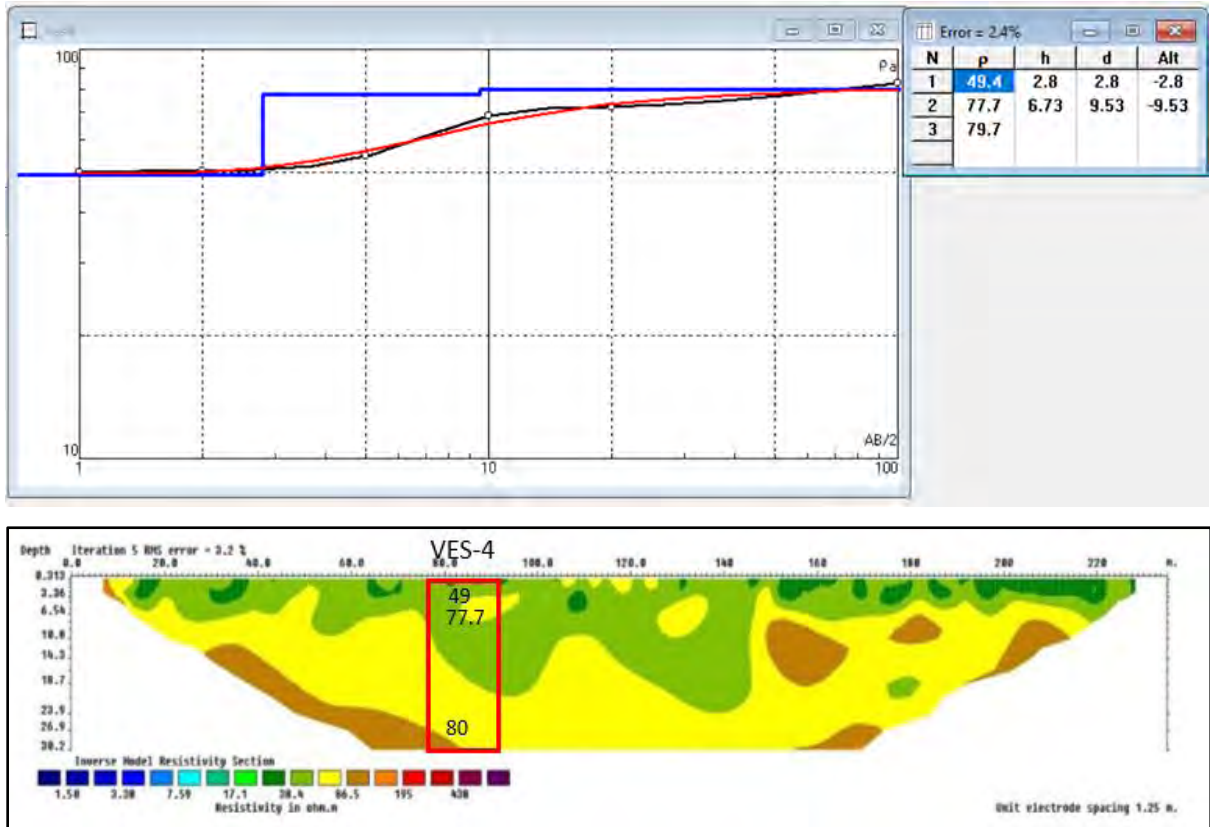 Error = 2.4%
N ρ h d Alt
1 49.4 2.8 2.8 -2.8
2 77.7 6.73 9.53 -9.53
3 79.7
100
ρa
10
AB/2
1 10 100
VES-4
Depth Iteration 5 RMS error = 3.2 %
0.0 20.0 40.0 60.0 80.0 100.0 120.0 140.0 160 180 200 220 m.
0.313
3.36
6.54
10.0
14.3
18.7
23.9
26.9
30.2
49
77.7
80
Inverse Model Resistivity Section
1.50 3.38 7.59 17.1 38.4 86.5 195 438
Resistivity in ohm.m
Unit electrode spacing 1.25 m.